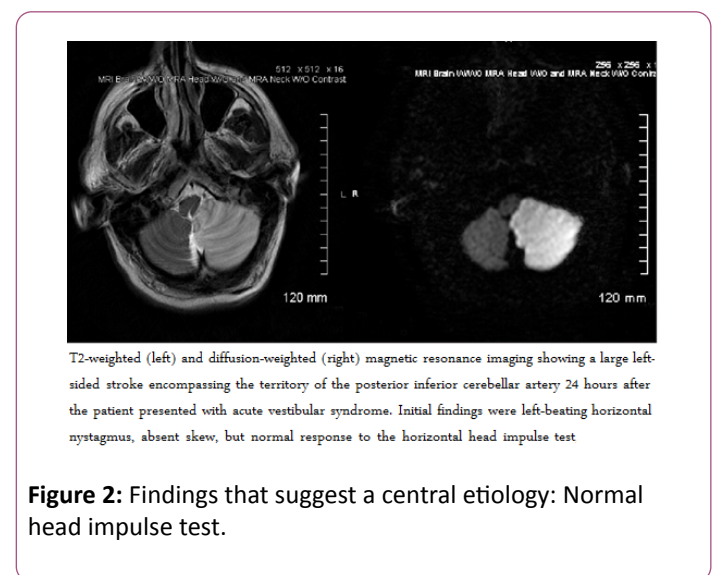 512 x 512 x 16
MRI Brain W/WO MRA Head W/O and MRA Neck W/O Contrast
256 x 256 x 1
MRI Brain W/WO MRA Head W/O and MRA Neck W/O Contra
L R
120 mm
120 mm
T2-weighted (left) and diffusion-weighted (right) magnetic resonance imaging showing a large left-
sided stroke encompassing the territory of the posterior inferior cerebellar artery 24 hours after
the patient presented with acute vestibular syndrome. Initial findings were left-beating horizontal
nystagmus, absent skew, but normal response to the horizontal head impulse test
Figure 2: Findings that suggest a central etiology: Normal
head impulse test.